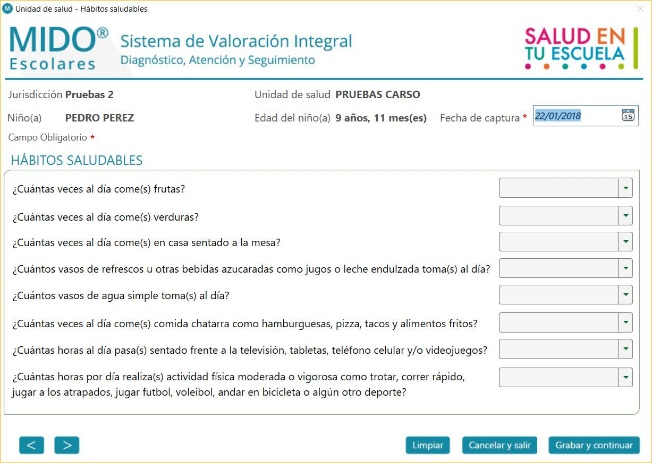 Unidad de salud - Hábitos saludables
MIDO®
Escolares
Sistema de Valoración Integral
Diagnóstico, Atención y Seguimiento
SALUD EN
TU ESCUELA
Jurisdicción Pruebas 2
Unidad de salud PRUEBAS CARSO
Niño(a) PEDRO PEREZ
Edad del niño(a) 9 años, 11 mes(es)
Fecha de captura * 22/01/2018
15
Campo Obligatorio *
HÁBITOS SALUDABLES
¿Cuántas veces al día come(s) frutas?
¿Cuántas veces al día come(s) verduras?
¿Cuántas veces al día come(s) en casa sentado a la mesa?
¿Cuántos vasos de refrescos u otras bebidas azucaradas como jugos o leche endulzada toma(s) al día?
¿Cuántos vasos de agua simple toma(s) al día?
¿Cuántas veces al día come(s) comida chatarra como hamburguesas, pizza, tacos y alimentos fritos?
¿Cuántas horas al día pasa(s) sentado frente a la televisión, tabletas, teléfono celular y/o videojuegos?
¿Cuántas horas por día realiza(s) actividad física moderada o vigorosa como trotar, correr rápido,
jugar a los atrapados, jugar futbol, voleibol, andar en bicicleta o algún otro deporte?
< >
Limpiar
Cancelar y salir
Grabar y continuar